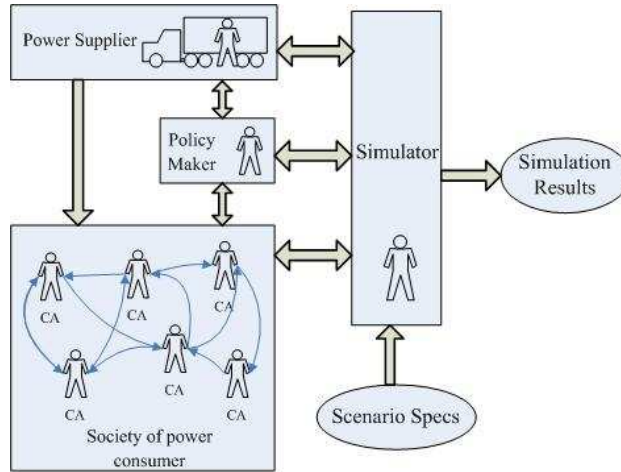 Power Supplier
Policy
Maker
Simulator
Simulation
Results
CA
CA
CA
CA
CA
CA
Society of power
consumer
Scenario Specs